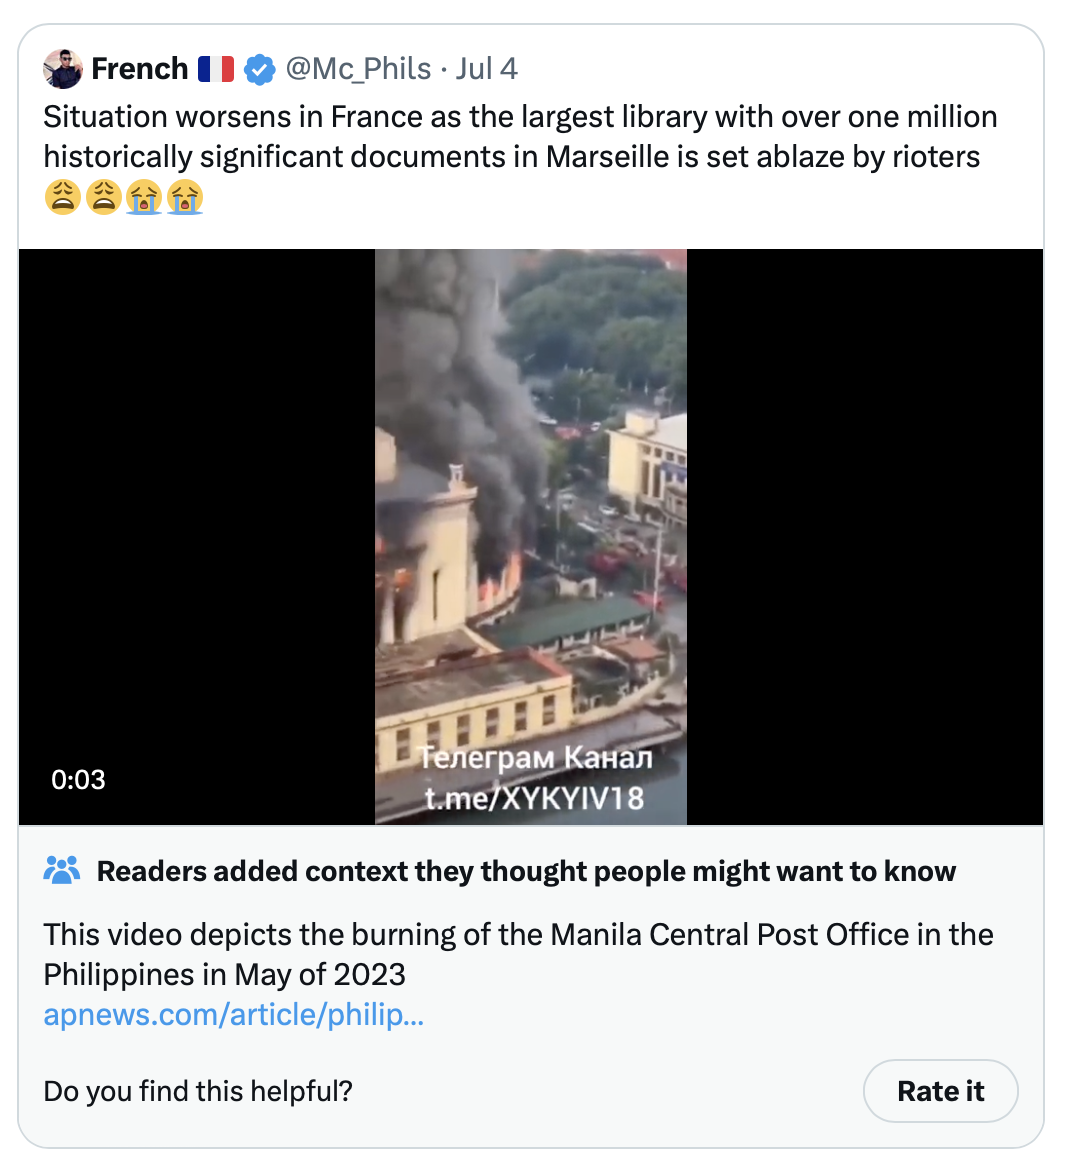 French 🇫🇷 @Mc_Phils · Jul 4
Situation worsens in France as the largest library with over one million
historically significant documents in Marseille is set ablaze by rioters
😩😩😭😭
Телеграм Канал
t.me/XYKYIV18
0:03
Readers added context they thought people might want to know
This video depicts the burning of the Manila Central Post Office in the
Philippines in May of 2023
apnews.com/article/philip...
Do you find this helpful?
Rate it